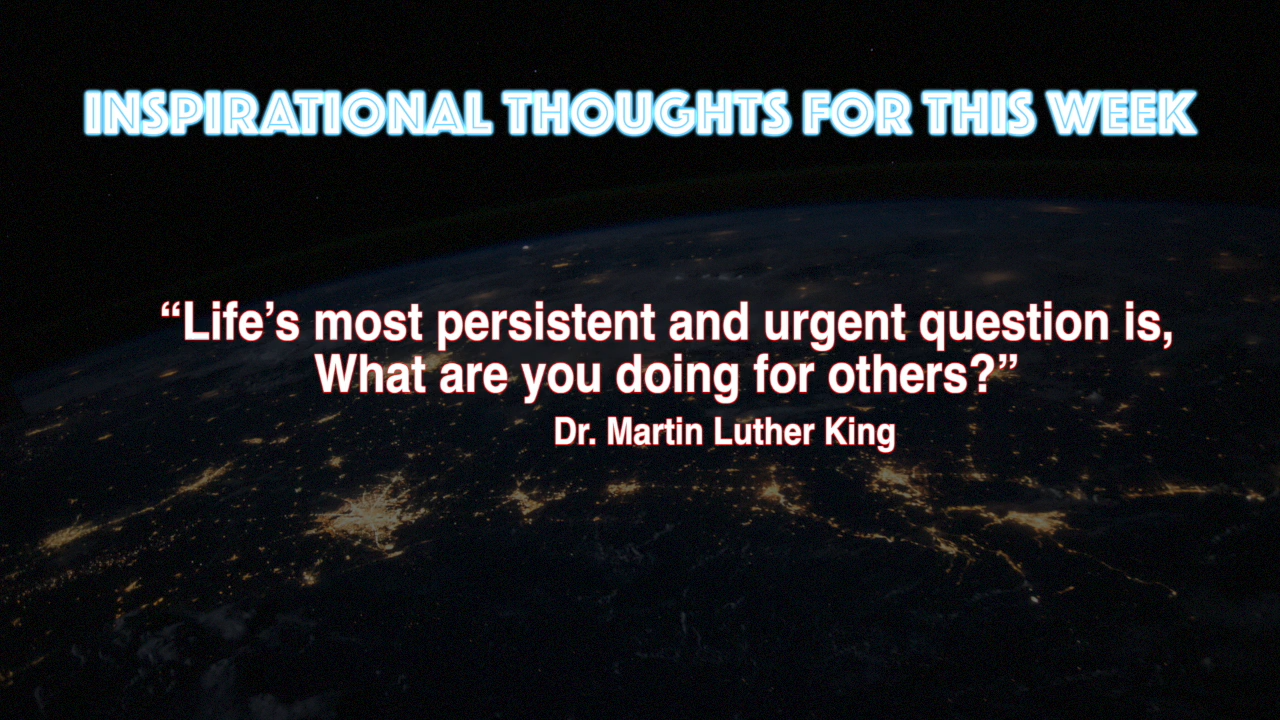 INSPIRATIONAL THOUGHTS FOR THIS WEEK
“Life’s most persistent and urgent question is,
What are you doing for others?”
Dr. Martin Luther King